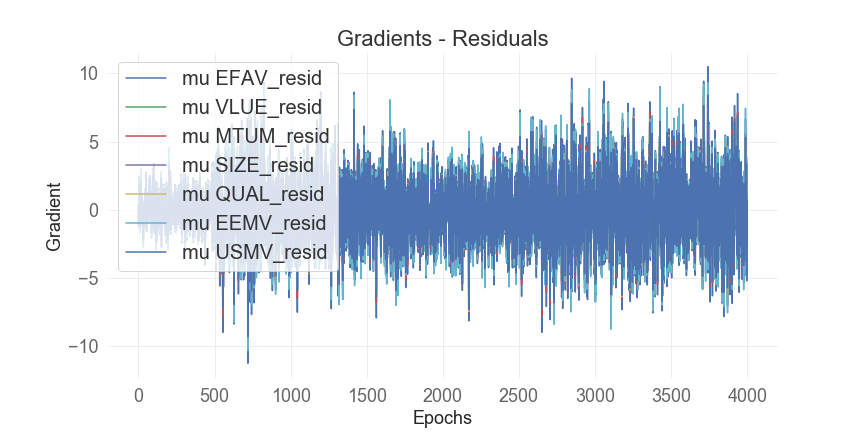 Gradients - Residuals
mu EFAV_resid
mu VLUE_resid
mu MTUM_resid
mu SIZE_resid
mu QUAL_resid
mu EEMV_resid
mu USMV_resid
10
5
0
−5
−10
Gradient
0 500 1000 1500 2000 2500 3000 3500 4000
Epochs